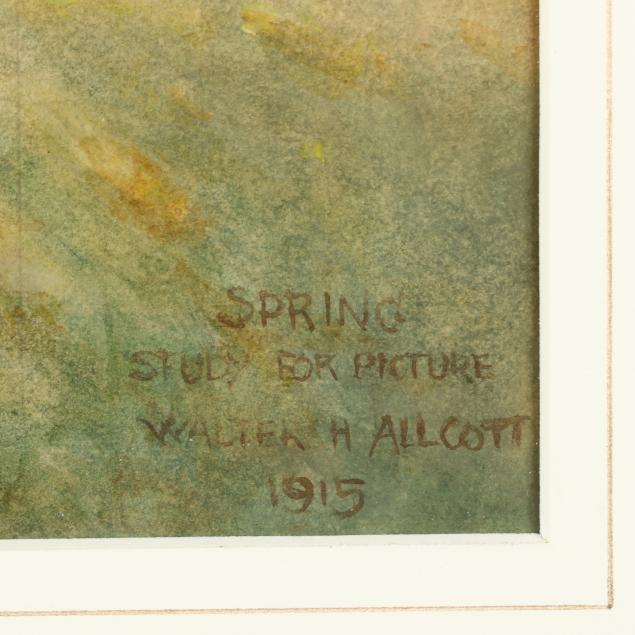 SPRING
STUDY FOR PICTURE
WALTER H ALLCOTT
1915